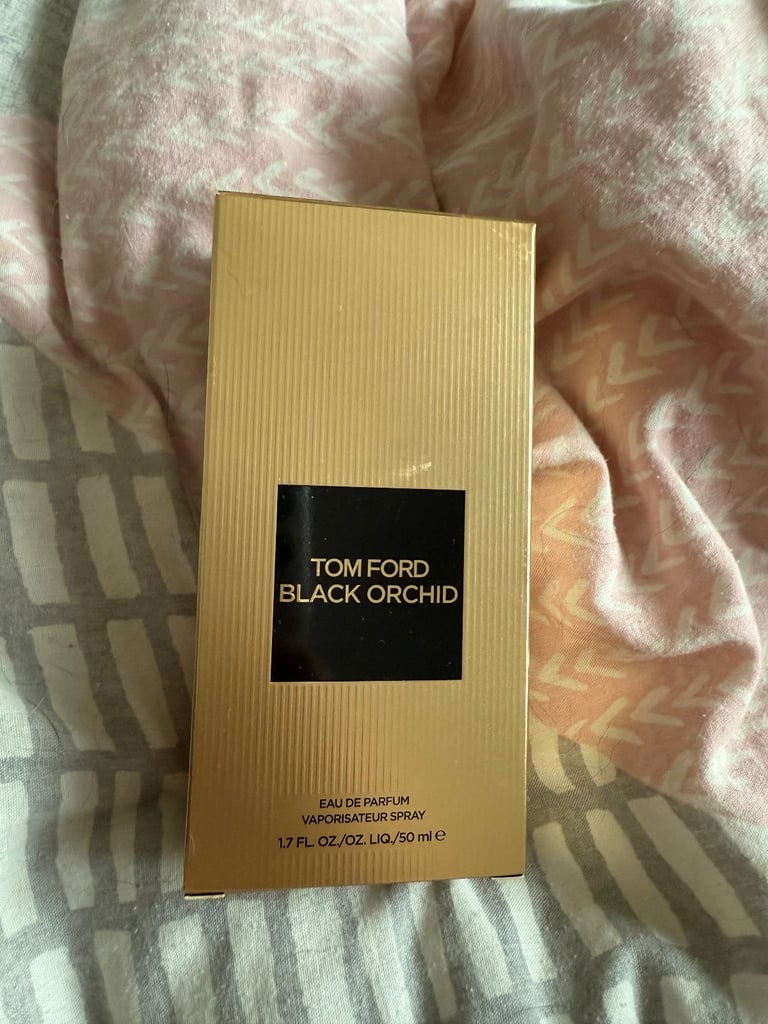 TOM FORD
BLACK ORCHID
EAU DE PARFUM
VAPORISATEUR SPRAY
1.7 FL. OZ./OZ. LIQ./50 ml ℮